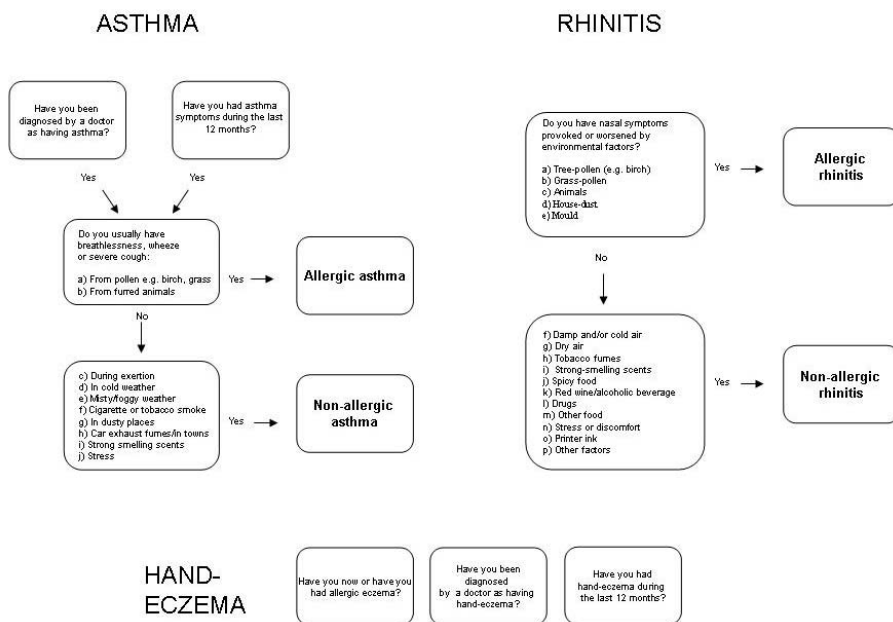 ASTHMA
Have you been
diagnosed by a doctor
as having asthma?
Have you had asthma
symptoms during the last
12 months?
Yes
Yes
Do you usually have
breathlessness, wheeze
or severe cough:
a) From pollen e.g. birch, grass
b) From furred animals
Yes
Allergic asthma
No
c) During exertion
d) In cold weather
e) Misty/foggy weather
f) Cigarette or tobacco smoke
g) In dusty places
h) Car exhaust fumes/in towns
i) Strong smelling scents
j) Stress
Yes
Non-allergic
asthma
RHINITIS
Do you have nasal symptoms
provoked or worsened by
environmental factors?
a) Tree-pollen (e.g. birch)
b) Grass-pollen
c) Animals
d) House-dust
e) Mould
Yes
Allergic
rhinitis
No
f) Damp and/or cold air
g) Dry air
h) Tobacco fumes
i) Strong-smelling scents
j) Spicy food
k) Red wine/alcoholic beverage
l) Drugs
m) Other food
n) Stress or discomfort
o) Printer ink
p) Other factors
Yes
Non-allergic
rhinitis
HAND-
ECZEMA
Have you now or have you
had allergic eczema?
Have you been
diagnosed
by a doctor as having
hand-eczema?
Have you had
hand-eczema during
the last 12 months?